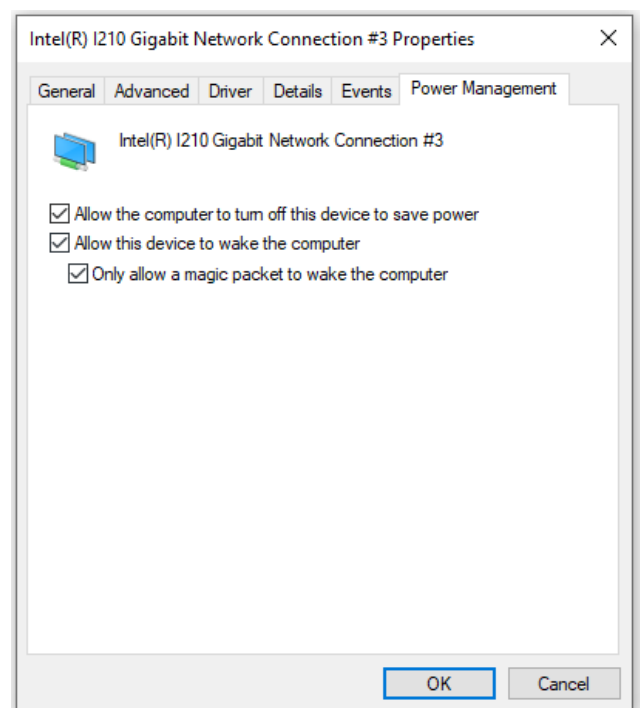 Intel(R) I210 Gigabit Network Connection #3 Properties
General Advanced Driver Details Events Power Management
Intel(R) I210 Gigabit Network Connection #3
Allow the computer to turn off this device to save power
Allow this device to wake the computer
Only allow a magic packet to wake the computer
OK Cancel